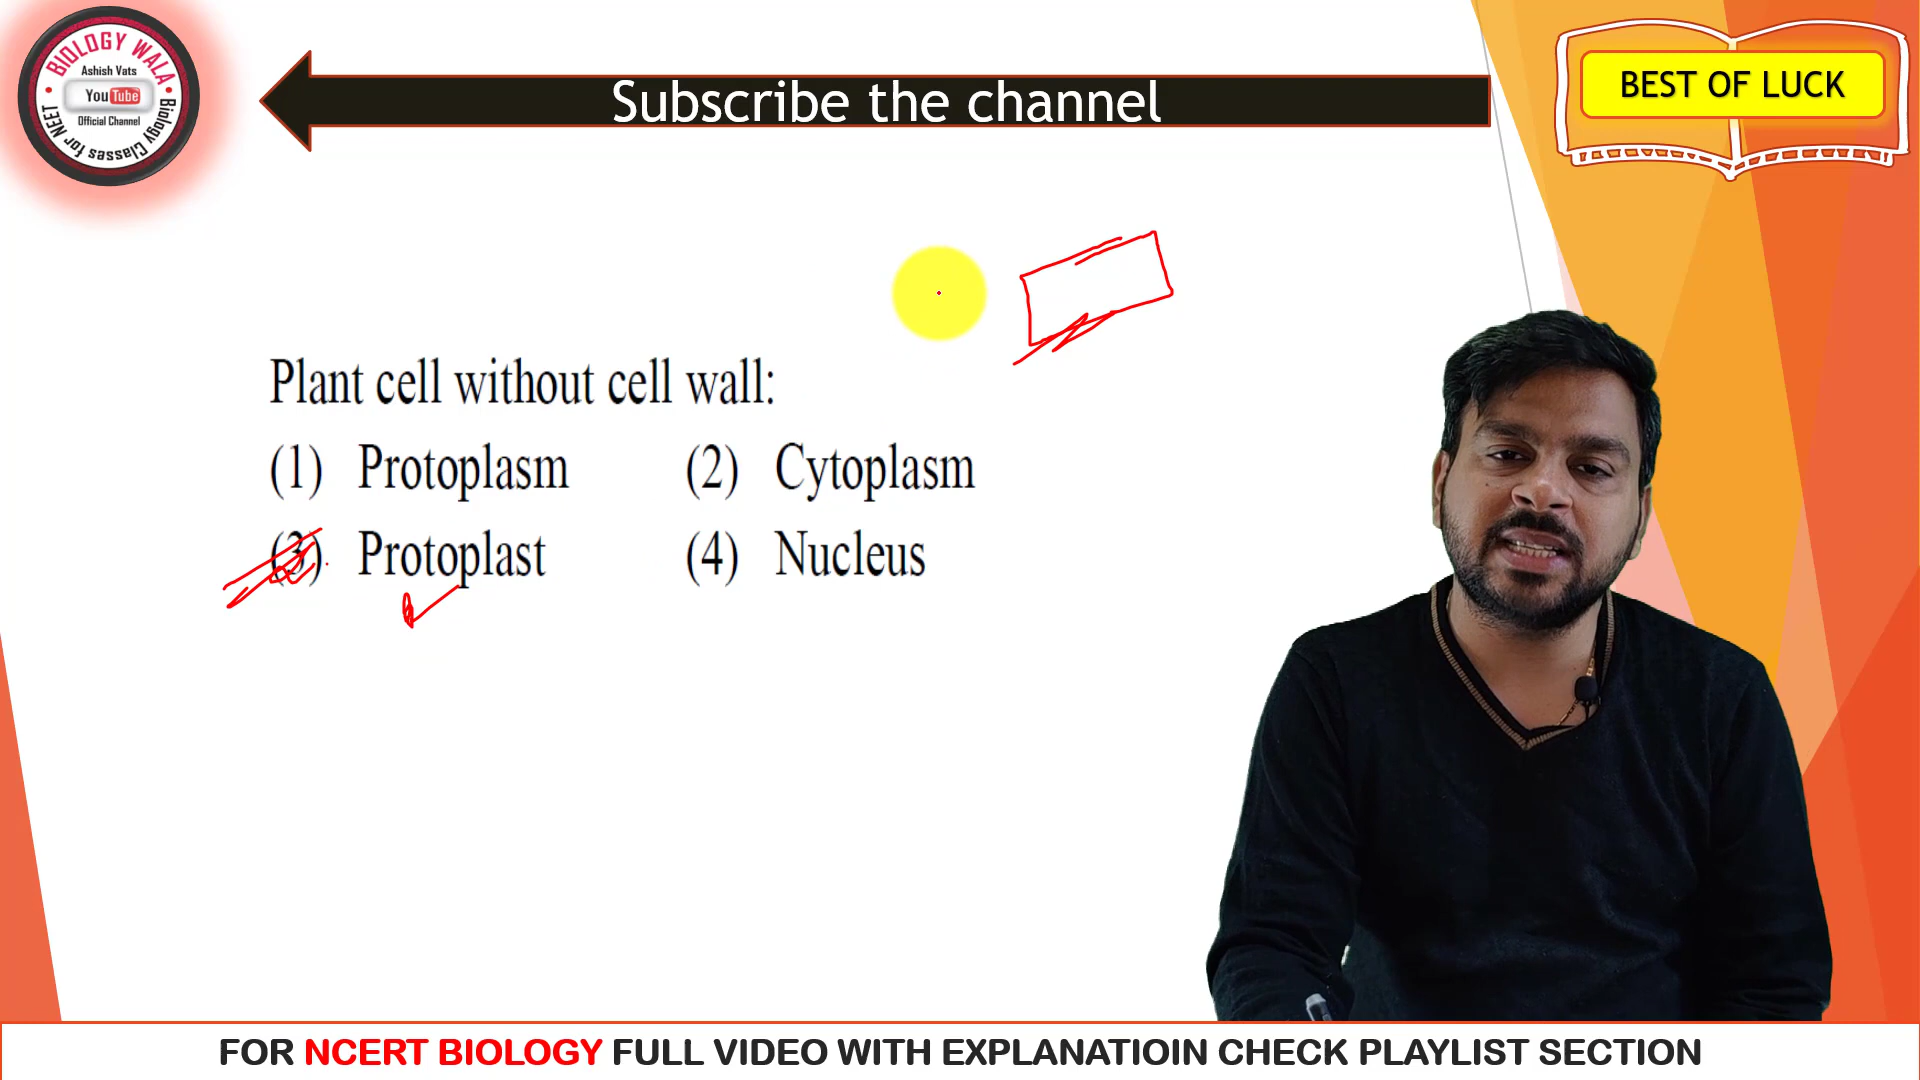 BIOLOGY WALA
Ashish Vats
YouTube
Official Channel
Biology Classes for NEET
Subscribe the channel
BEST OF LUCK
Plant cell without cell wall:
(1) Protoplasm (2) Cytoplasm
(3) Protoplast (4) Nucleus
FOR NCERT BIOLOGY FULL VIDEO WITH EXPLANATIOIN CHECK PLAYLIST SECTION